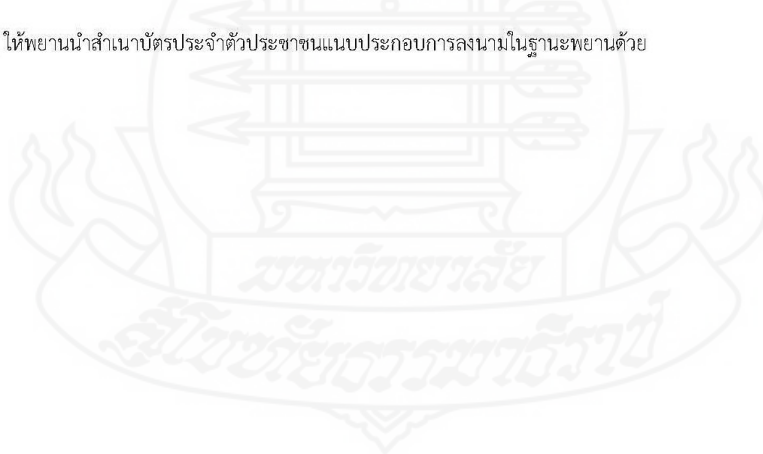 ให้พยานนำสำเนาบัตรประจำตัวประชาชนแนบประกอบการลงนามในฐานะพยานด้วย
มหาวิทยาลัย
สุโขทัยธรรมาธิราช